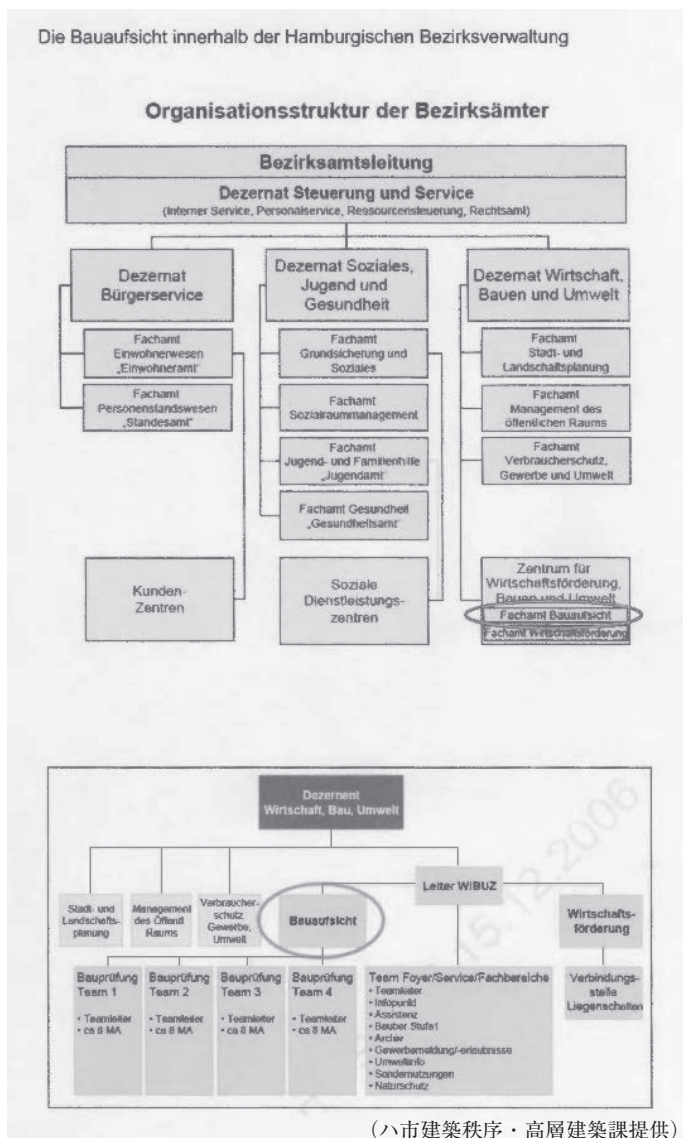 Die Bauaufsicht innerhalb der Hamburgischen Bezirksverwaltung
Organisationsstruktur der Bezirksämter
Bezirksamtsleitung
Dezernat Steuerung und Service
(Interner Service, Personalservice, Ressourcensteuerung, Rechtsamt)
Dezernat
Bürgerservice
Fachamt
Einwohnerwesen
„Einwohneramt“
Fachamt
Personenstandswesen
„Standesamt“
Kunden-
Zentren
Dezernat Soziales,
Jugend und
Gesundheit
Fachamt
Grundsicherung und
Soziales
Fachamt
Sozialraummanagement
Fachamt
Jugend- und Familienhilfe
„Jugendamt“
Fachamt Gesundheit
„Gesundheitsamt“
Soziale
Dienstleistungs-
zentren
Dezernat Wirtschaft,
Bauen und Umwelt
Fachamt
Stadt- und
Landschaftsplanung
Fachamt
Management des
öffentlichen Raums
Fachamt
Verbraucherschutz,
Gewerbe und Umwelt
Zentrum für
Wirtschaftsförderung,
Bauen und Umwelt
Fachamt Bauaufsicht
Fachamt Wirtschaftsförderung
Dezernent
Wirtschaft, Bau, Umwelt
Stadt- und
Landschafts-
planung
Management
des Öffentl
Raums
Verbraucher-
schutz,
Gewerbe,
Umwelt
Bauaufsicht
Leiter WiBUZ
Wirtschafts-
förderung
Bauprüfung
Team 1
• Teamleiter
• ca 8 MA
Bauprüfung
Team 2
• Teamleiter
• ca 8 MA
Bauprüfung
Team 3
• Teamleiter
• ca 8 MA
Bauprüfung
Team 4
• Teamleiter
• ca 8 MA
Team Foyer/Service/Fachbereiche
• Teamleiter
• Infopunkt
• Assistenz
• Bauber Stufe1
• Archiv
• Gewerbemeldung/-erlaubnisse
• Umweltinfo
• Sondernutzungen
• Naturschutz
Verbindungs-
stelle
Liegenschaften
15.12.2006
(ハ市建築秩序・高層建築課提供)